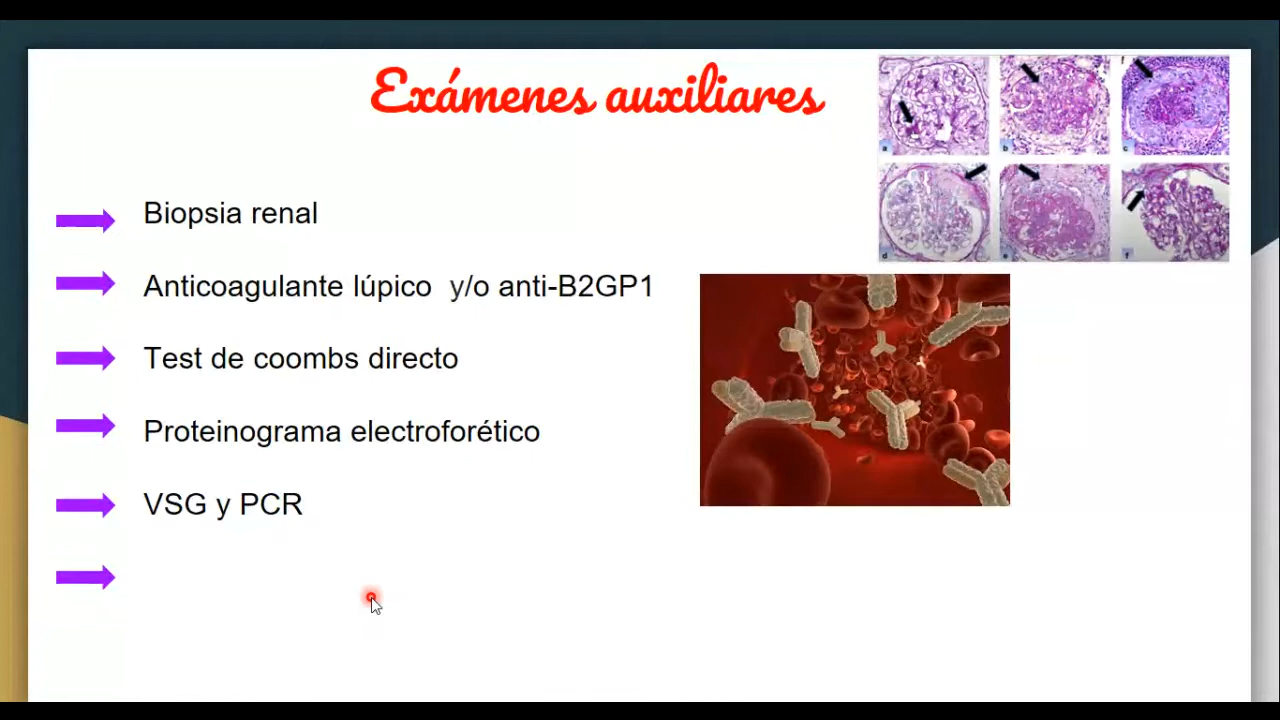 Exámenes auxiliares
a
b
c
d
e
f
Biopsia renal
Anticoagulante lúpico y/o anti-B2GP1
Test de coombs directo
Proteinograma electroforético
VSG y PCR